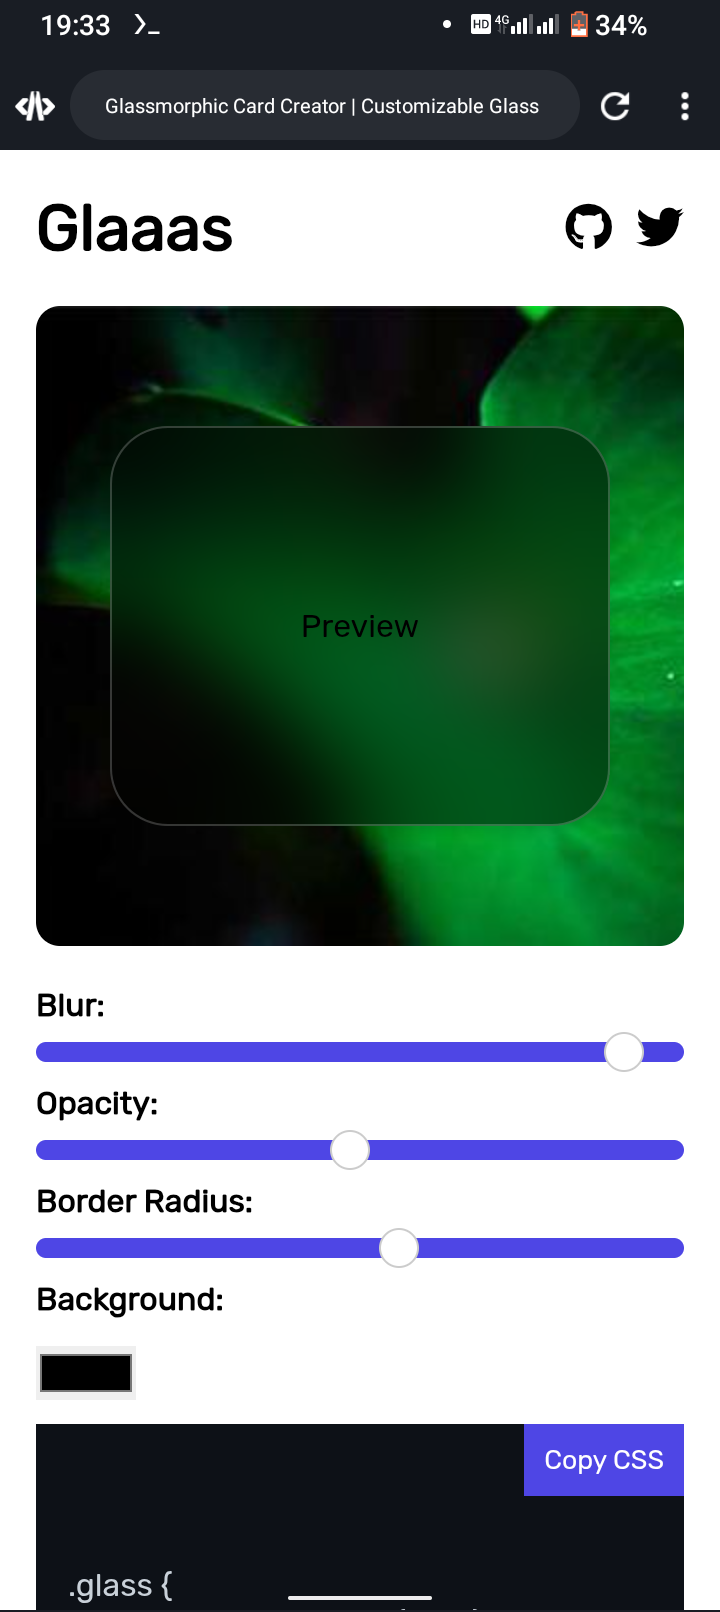 19:33
HD 4G 34%
Glassmorphic Card Creator | Customizable Glass
Glaaas
Preview
Blur:
Opacity:
Border Radius:
Background:
Copy CSS
.glass {